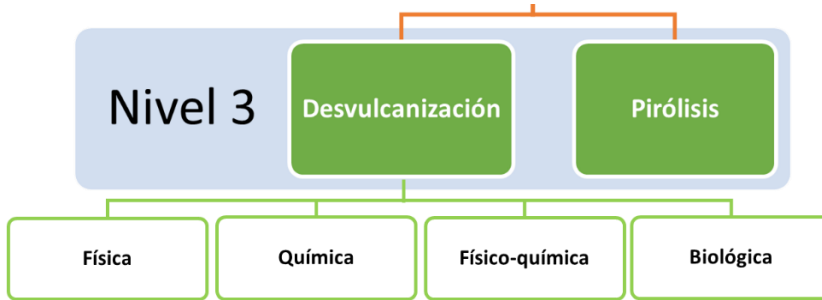 Nivel 3
Desvulcanización
Pirólisis
Física
Química
Físico-química
Biológica